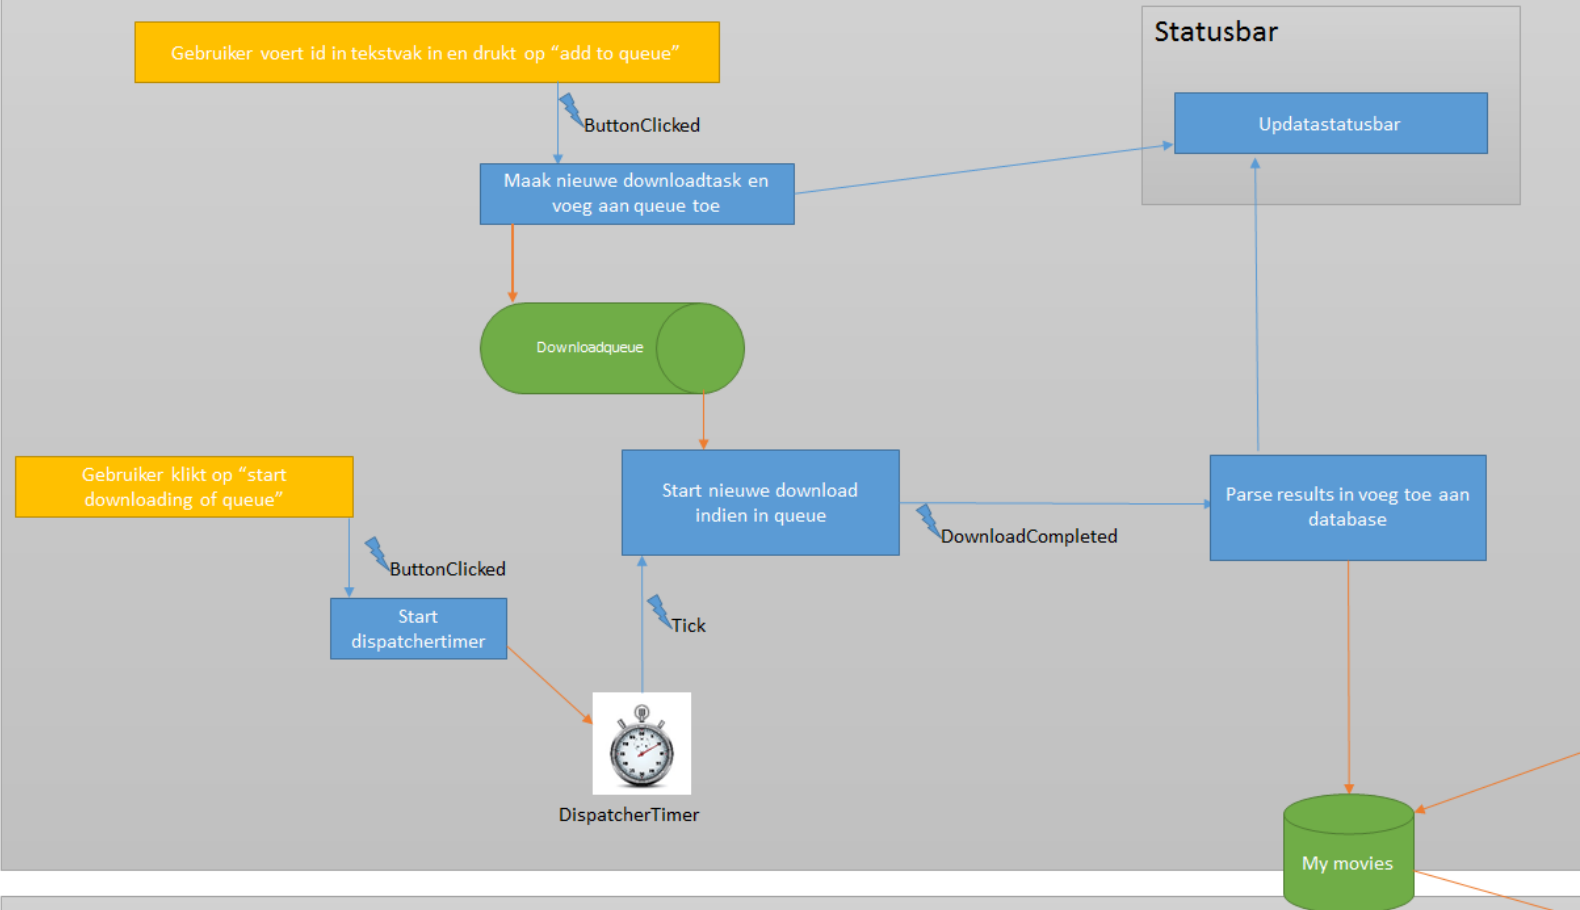 Statusbar
Gebruiker voert id in tekstvak in en drukt op “add to queue”
Updatastatusbar
ButtonClicked
Maak nieuwe downloadtask en
voeg aan queue toe
Downloadqueue
Gebruiker klikt op “start
downloading of queue”
Start nieuwe download
indien in queue
Parse results in voeg toe aan
database
DownloadCompleted
ButtonClicked
Start
dispatchertimer
Tick
DispatcherTimer
My movies